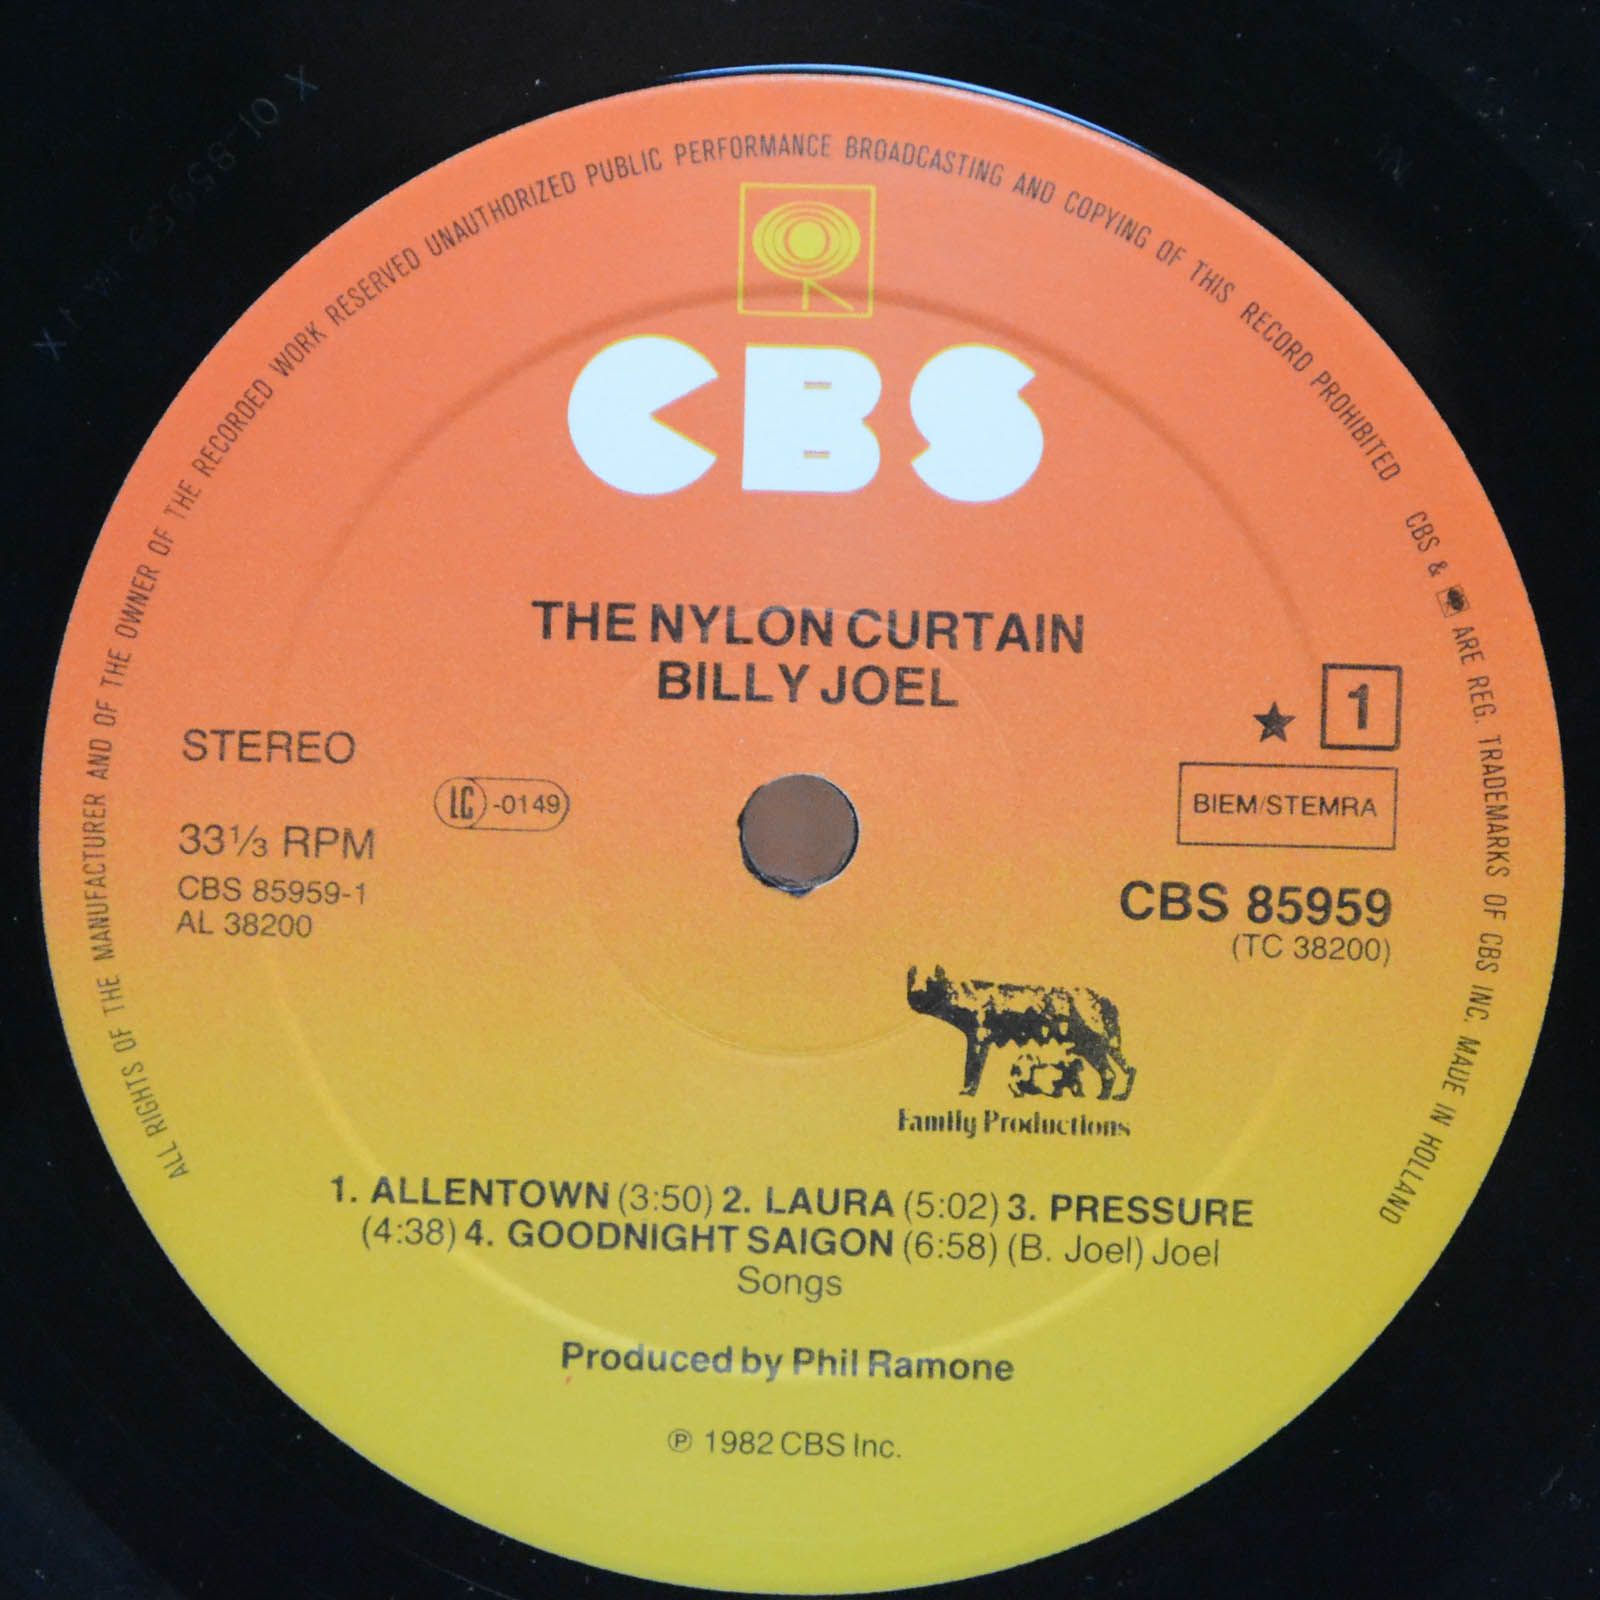 ALL RIGHTS OF THE MANUFACTURER AND OF THE OWNER OF THE RECORDED WORK RESERVED UNAUTHORIZED PUBLIC PERFORMANCE BROADCASTING AND COPYING OF THIS RECORD PROHIBITED CBS & ARE REG. TRADEMARKS OF CBS INC. MADE IN HOLLAND
CBS
THE NYLON CURTAIN
BILLY JOEL
STEREO
LC-0149
33⅓ RPM
CBS 85959-1
AL 38200
★ 1
BIEM/STEMRA
CBS 85959
(TC 38200)
Family Productions
1. ALLENTOWN (3:50) 2. LAURA (5:02) 3. PRESSURE
(4:38) 4. GOODNIGHT SAIGON (6:58) (B. Joel) Joel
Songs
Produced by Phil Ramone
℗ 1982 CBS Inc.